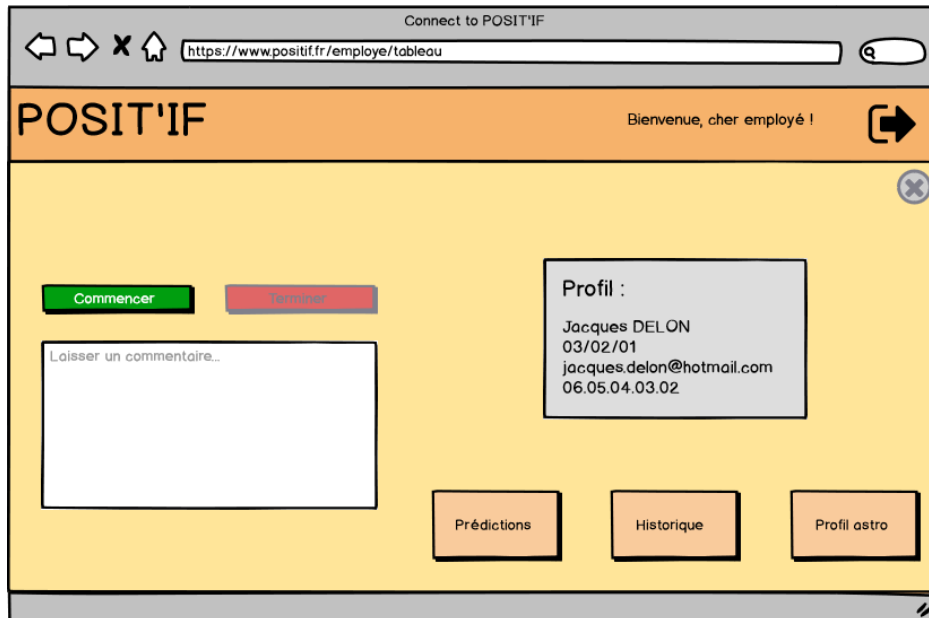 Connect to POSIT'IF
https://www.positif.fr/employe/tableau
POSIT'IF
Bienvenue, cher employé !
Commencer
Terminer
Laisser un commentaire...
Profil :
Jacques DELON
03/02/01
jacques.delon@hotmail.com
06.05.04.03.02
Prédictions
Historique
Profil astro